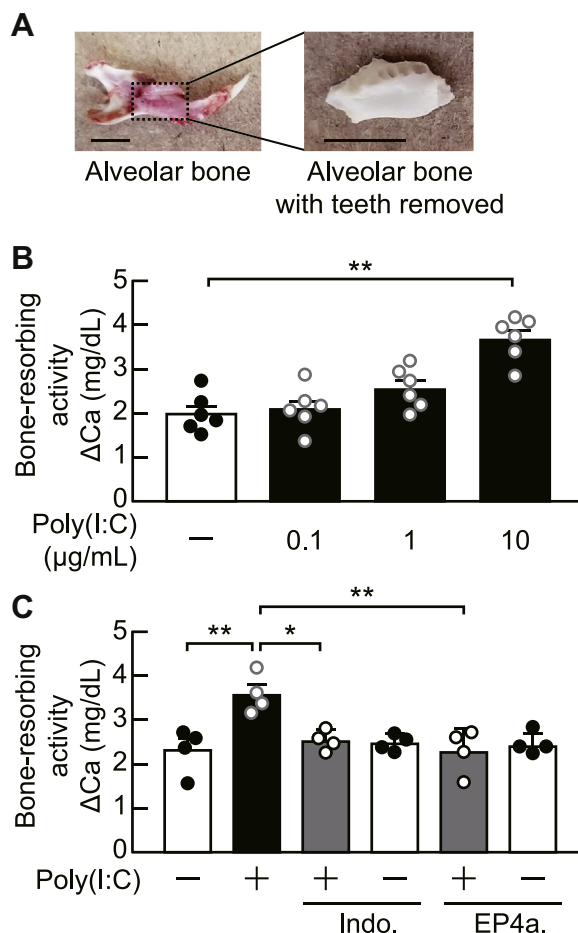 A
Alveolar bone
Alveolar bone
with teeth removed
B
**
Bone-resorbing
activity
ΔCa (mg/dL)
5
4
3
2
1
0
Poly(I:C)
(µg/mL)
— 0.1 1 10
C
**
** *
Bone-resorbing
activity
ΔCa (mg/dL)
5
4
3
2
1
0
Poly(I:C) — + + — + —
Indo. EP4a.